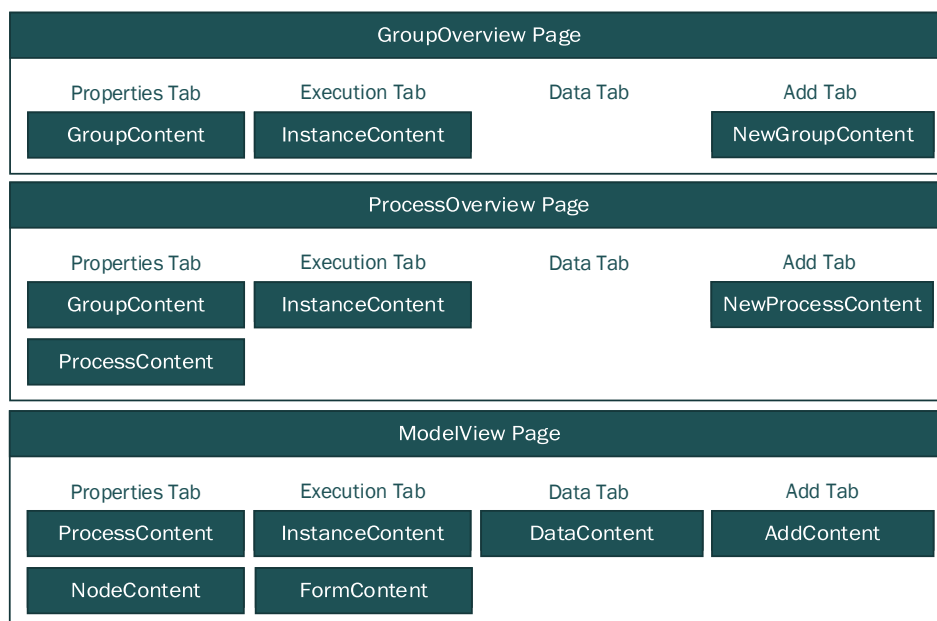 GroupOverview Page
Properties Tab Execution Tab Data Tab Add Tab
GroupContent InstanceContent NewGroupContent
ProcessOverview Page
Properties Tab Execution Tab Data Tab Add Tab
GroupContent InstanceContent NewProcessContent
ProcessContent
ModelView Page
Properties Tab Execution Tab Data Tab Add Tab
ProcessContent InstanceContent DataContent AddContent
NodeContent FormContent